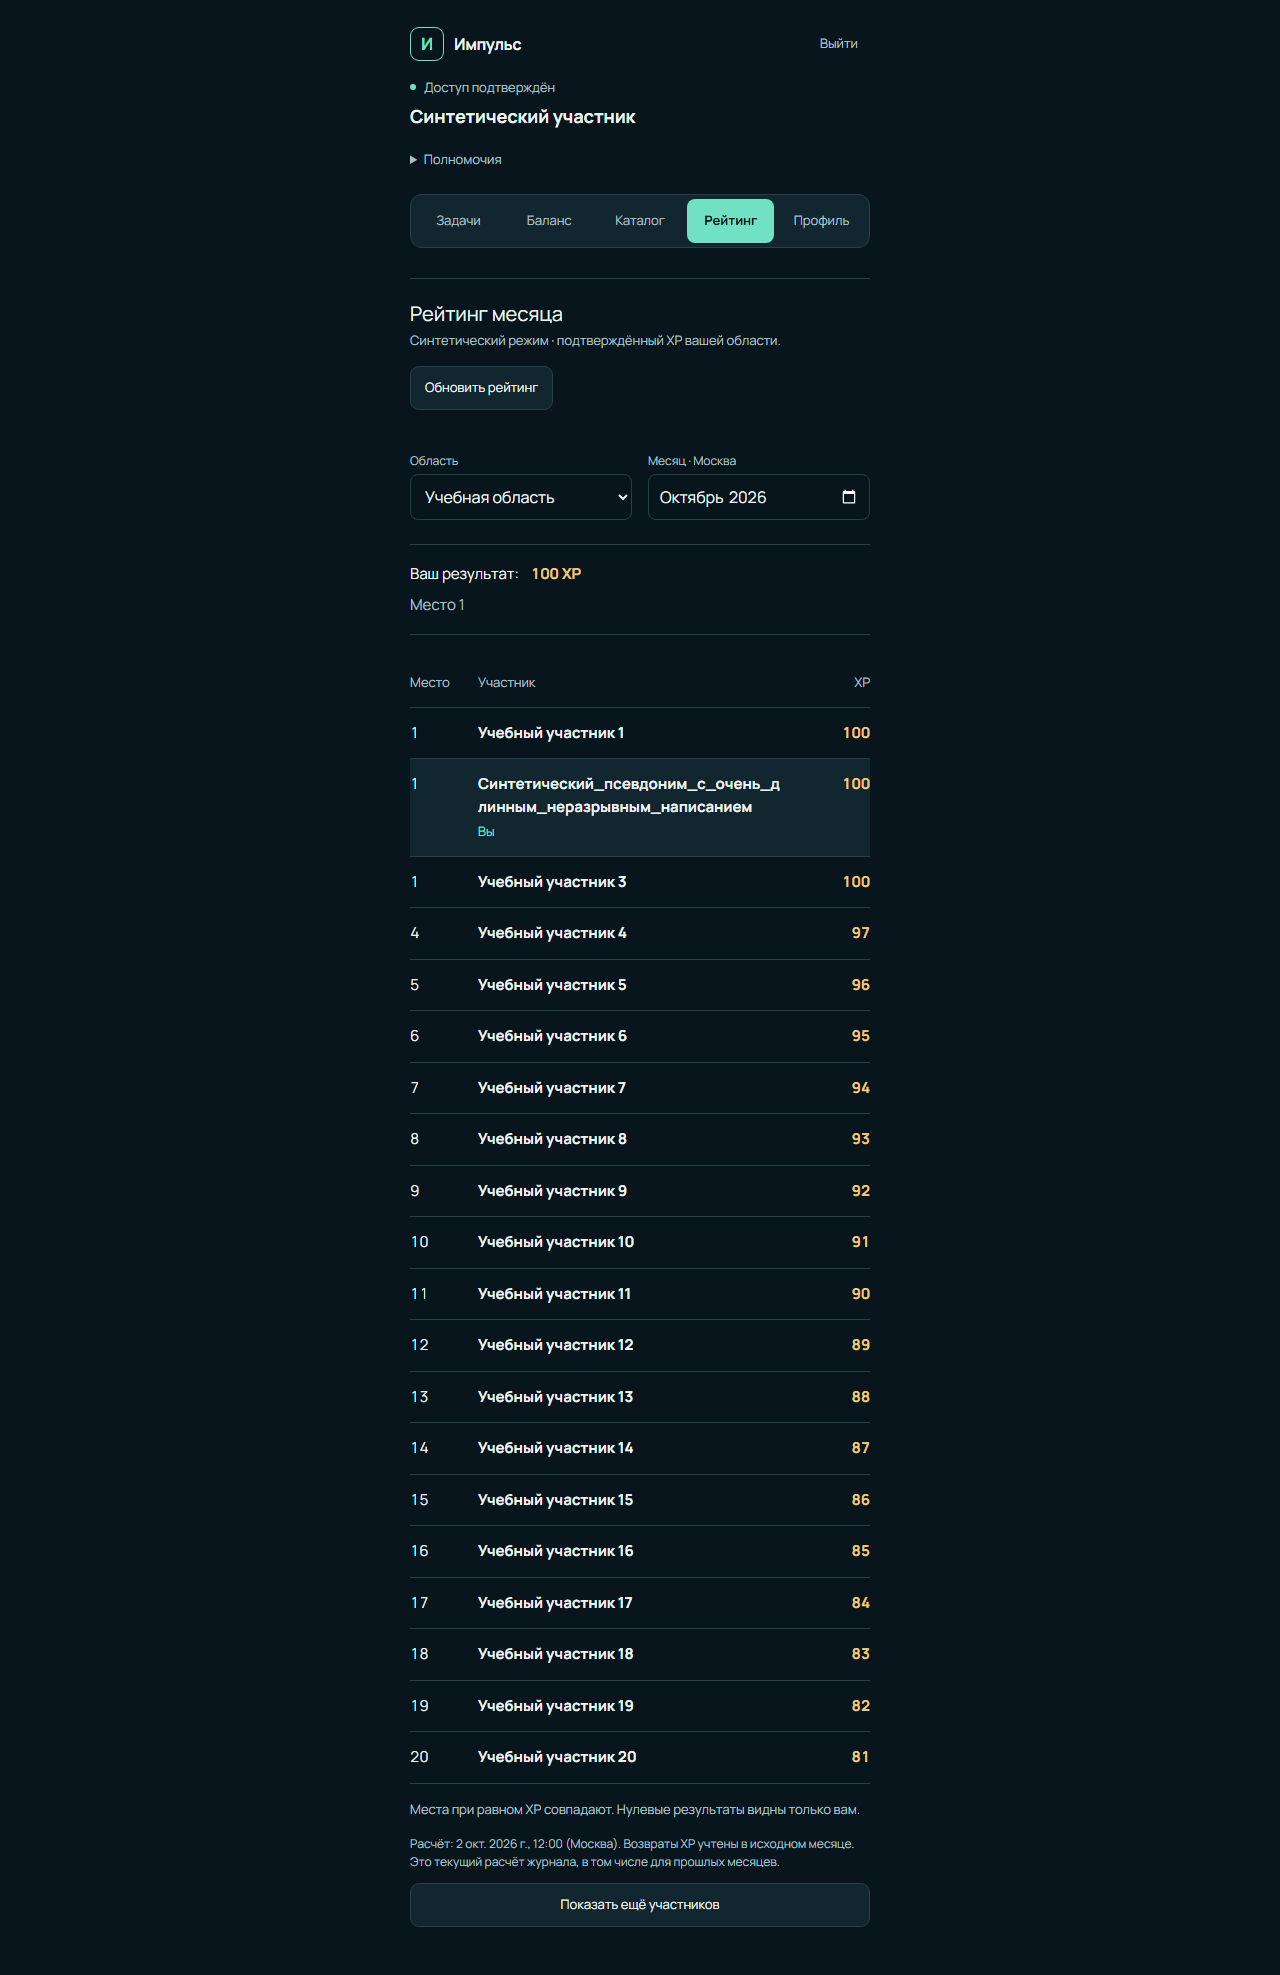 И Импульс Выйти
Доступ подтверждён
Синтетический участник
Полномочия
Задачи Баланс Каталог Рейтинг Профиль
Рейтинг месяца
Синтетический режим · подтверждённый XP вашей области.
Обновить рейтинг
Область Месяц · Москва
Учебная область Октябрь 2026
Ваш результат: 100 XP
Место 1
Место Участник XP
1 Учебный участник 1 100
1 Синтетический_псевдоним_с_очень_д 100
линным_неразрывным_написанием
Вы
1 Учебный участник 3 100
4 Учебный участник 4 97
5 Учебный участник 5 96
6 Учебный участник 6 95
7 Учебный участник 7 94
8 Учебный участник 8 93
9 Учебный участник 9 92
10 Учебный участник 10 91
11 Учебный участник 11 90
12 Учебный участник 12 89
13 Учебный участник 13 88
14 Учебный участник 14 87
15 Учебный участник 15 86
16 Учебный участник 16 85
17 Учебный участник 17 84
18 Учебный участник 18 83
19 Учебный участник 19 82
20 Учебный участник 20 81
Места при равном XP совпадают. Нулевые результаты видны только вам.
Расчёт: 2 окт. 2026 г., 12:00 (Москва). Возвраты XP учтены в исходном месяце.
Это текущий расчёт журнала, в том числе для прошлых месяцев.
Показать ещё участников